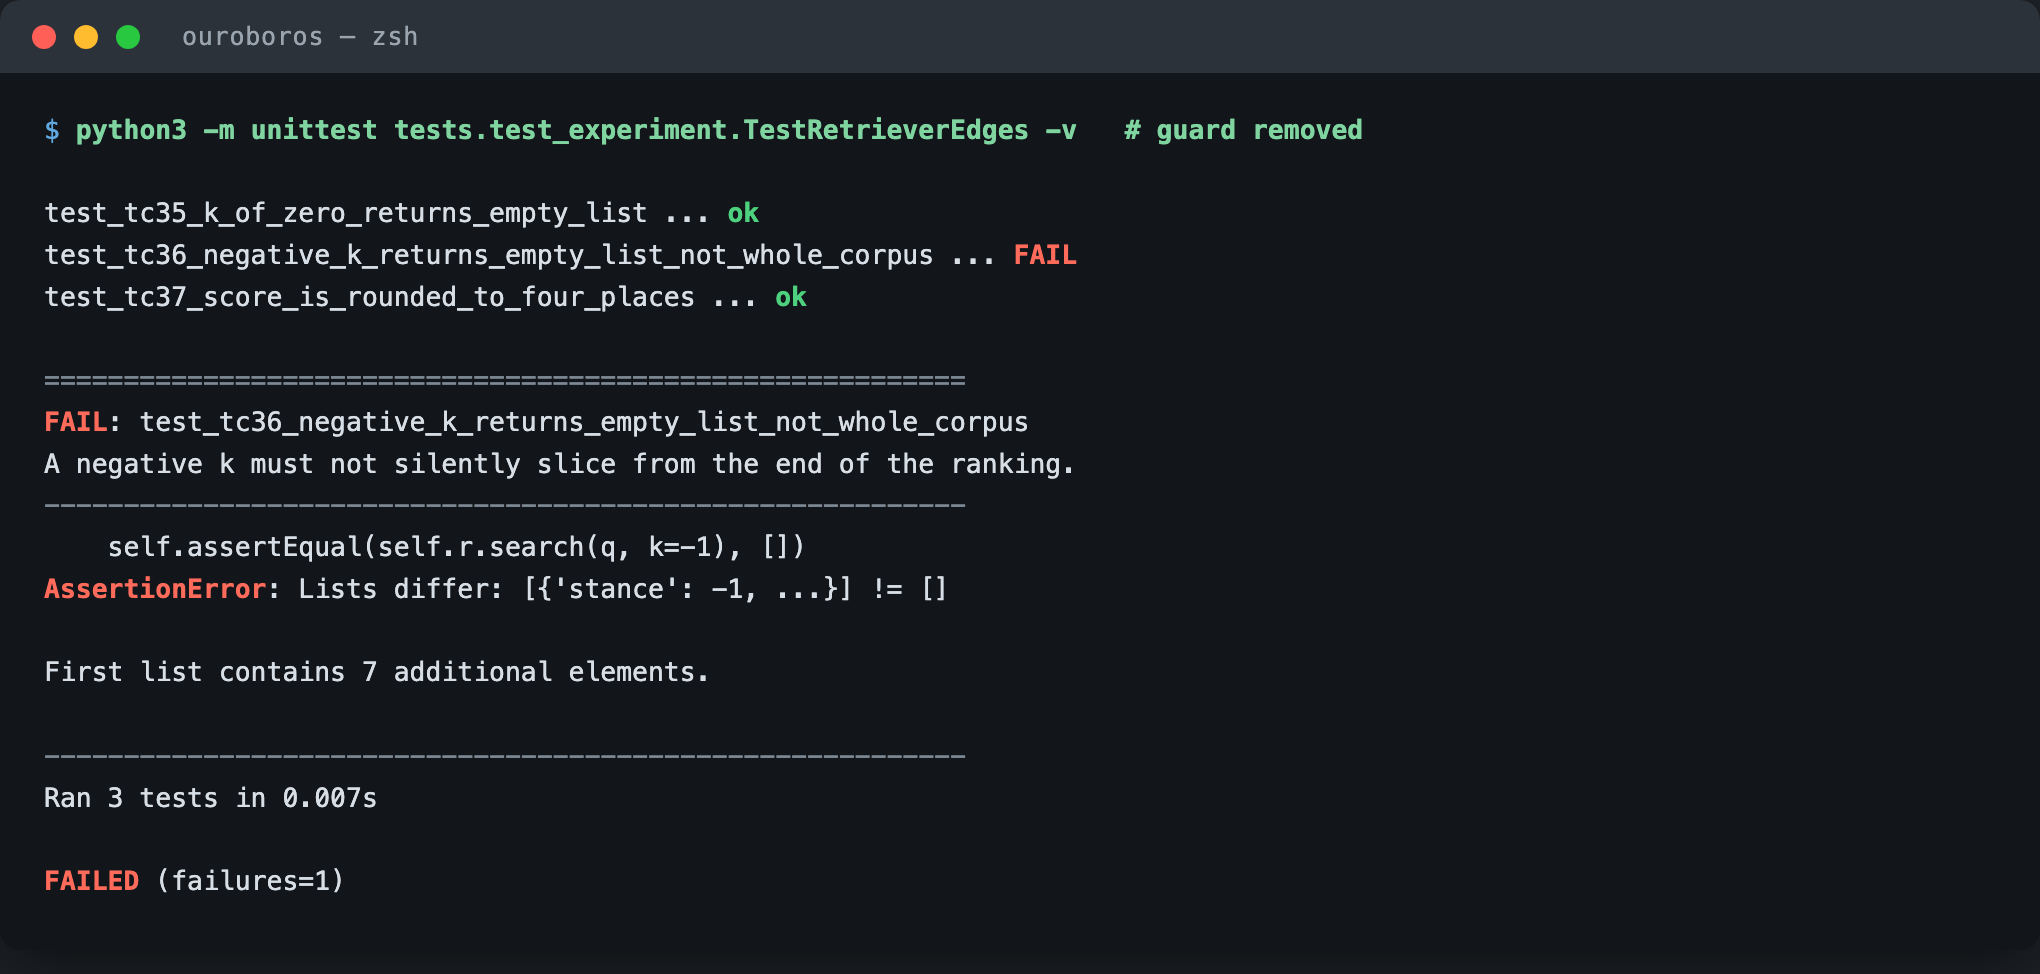 ouroboros — zsh
$ python3 -m unittest tests.test_experiment.TestRetrieverEdges -v   # guard removed
test_tc35_k_of_zero_returns_empty_list ... ok
test_tc36_negative_k_returns_empty_list_not_whole_corpus ... FAIL
test_tc37_score_is_rounded_to_four_places ... ok
==========================================================
FAIL: test_tc36_negative_k_returns_empty_list_not_whole_corpus
A negative k must not silently slice from the end of the ranking.
----------------------------------------------------------
    self.assertEqual(self.r.search(q, k=-1), [])
AssertionError: Lists differ: [{'stance': -1, ...}] != []
First list contains 7 additional elements.
----------------------------------------------------------
Ran 3 tests in 0.007s
FAILED (failures=1)